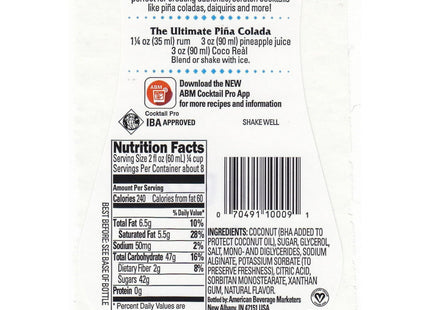 like piña coladas, daiquiris and more!
The Ultimate Piña Colada
1¼ oz (35 ml) rum 3 oz (90 ml) pineapple juice
3 oz (90 ml) Coco Reàl
Blend or shake with ice.
ABM
Cocktail Pro
Download the NEW
ABM Cocktail Pro App
for more recipes and information
IBA APPROVED
SHAKE WELL
Nutrition Facts
Serving Size 2 fl oz (60 mL) ¼ cup
Servings Per Container about 8
Amount Per Serving
Calories 240 Calories from fat 60
% Daily Value*
Total Fat 6.5g 10%
Saturated Fat 5.5g 28%
Sodium 50mg 2%
Total Carbohydrate 47g 16%
Dietary Fiber 2g 8%
Sugars 42g
Protein 0g
* Percent Daily Values are
BEST BEFORE: SEE BASE OF BOTTLE
0 70491 10009 1
INGREDIENTS: COCONUT (BHA ADDED TO
PROTECT COCONUT OIL), SUGAR, GLYCEROL,
SALT, MONO- AND DIGLYCERIDES, SODIUM
ALGINATE, POTASSIUM SORBATE (TO
PRESERVE FRESHNESS), CITRIC ACID,
SORBITAN MONOSTEARATE, XANTHAN
GUM, NATURAL FLAVOR.
Bottled by: American Beverage Marketers
New Albany, IN 47151 USA